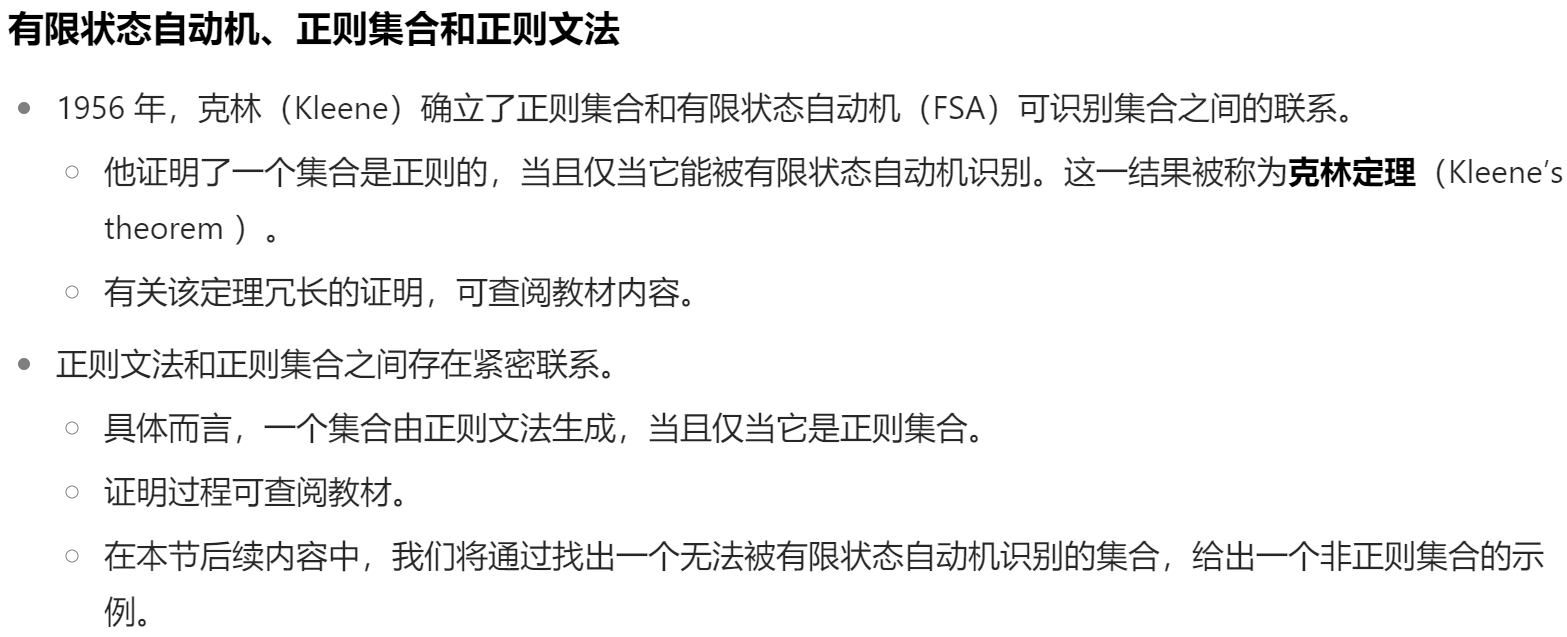 有限状态自动机、正则集合和正则文法
• 1956 年，克林（Kleene）确立了正则集合和有限状态自动机（FSA）可识别集合之间的联系。
○ 他证明了一个集合是正则的，当且仅当它能被有限状态自动机识别。这一结果被称为克林定理（Kleene’s
theorem ）。
○ 有关该定理冗长的证明，可查阅教材内容。
• 正则文法和正则集合之间存在紧密联系。
○ 具体而言，一个集合由正则文法生成，当且仅当它是正则集合。
○ 证明过程可查阅教材。
○ 在本节后续内容中，我们将通过找出一个无法被有限状态自动机识别的集合，给出一个非正则集合的示
例。